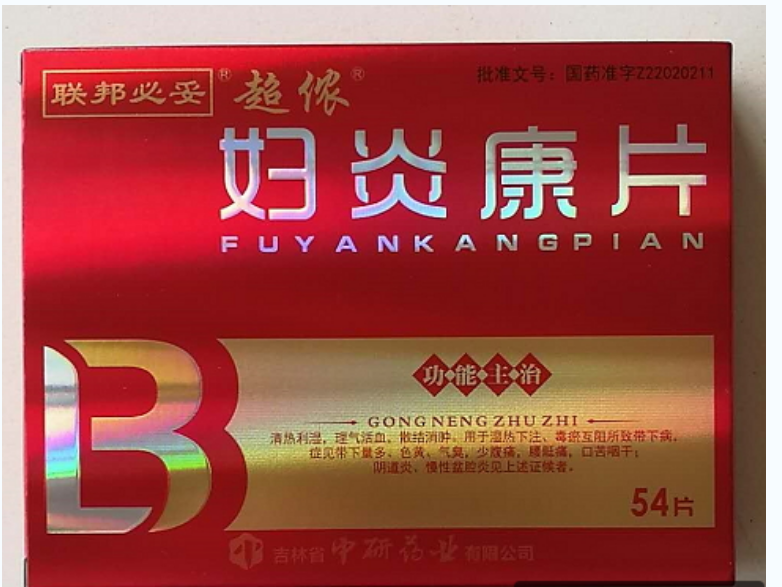 联邦必妥® 超侬®
批准文号：国药准字Z22020211
妇炎康片
FUYANKANGPIAN
功能主治
GONG NENG ZHU ZHI
清热利湿，理气活血，散结消肿。用于湿热下注、毒瘀互阻所致带下病，
症见带下量多、色黄、气臭，少腹痛，腰骶痛，口苦咽干；
阴道炎、慢性盆腔炎见上述证候者。
54片
吉林省中研药业有限公司